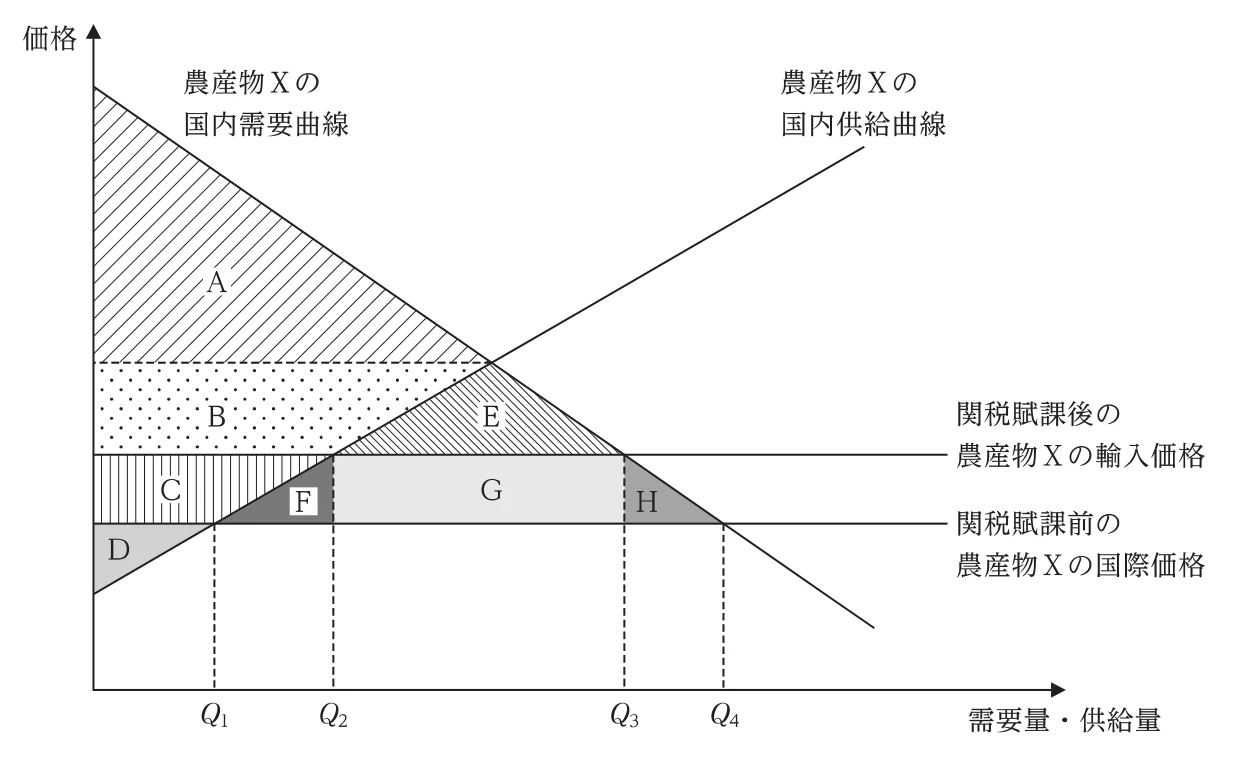 価格
農産物Xの
国内需要曲線
農産物Xの
国内供給曲線
A
B
E
C
F
G
H
D
関税賦課後の
農産物Xの輸入価格
関税賦課前の
農産物Xの国際価格
Q1
Q2
Q3
Q4
需要量・供給量